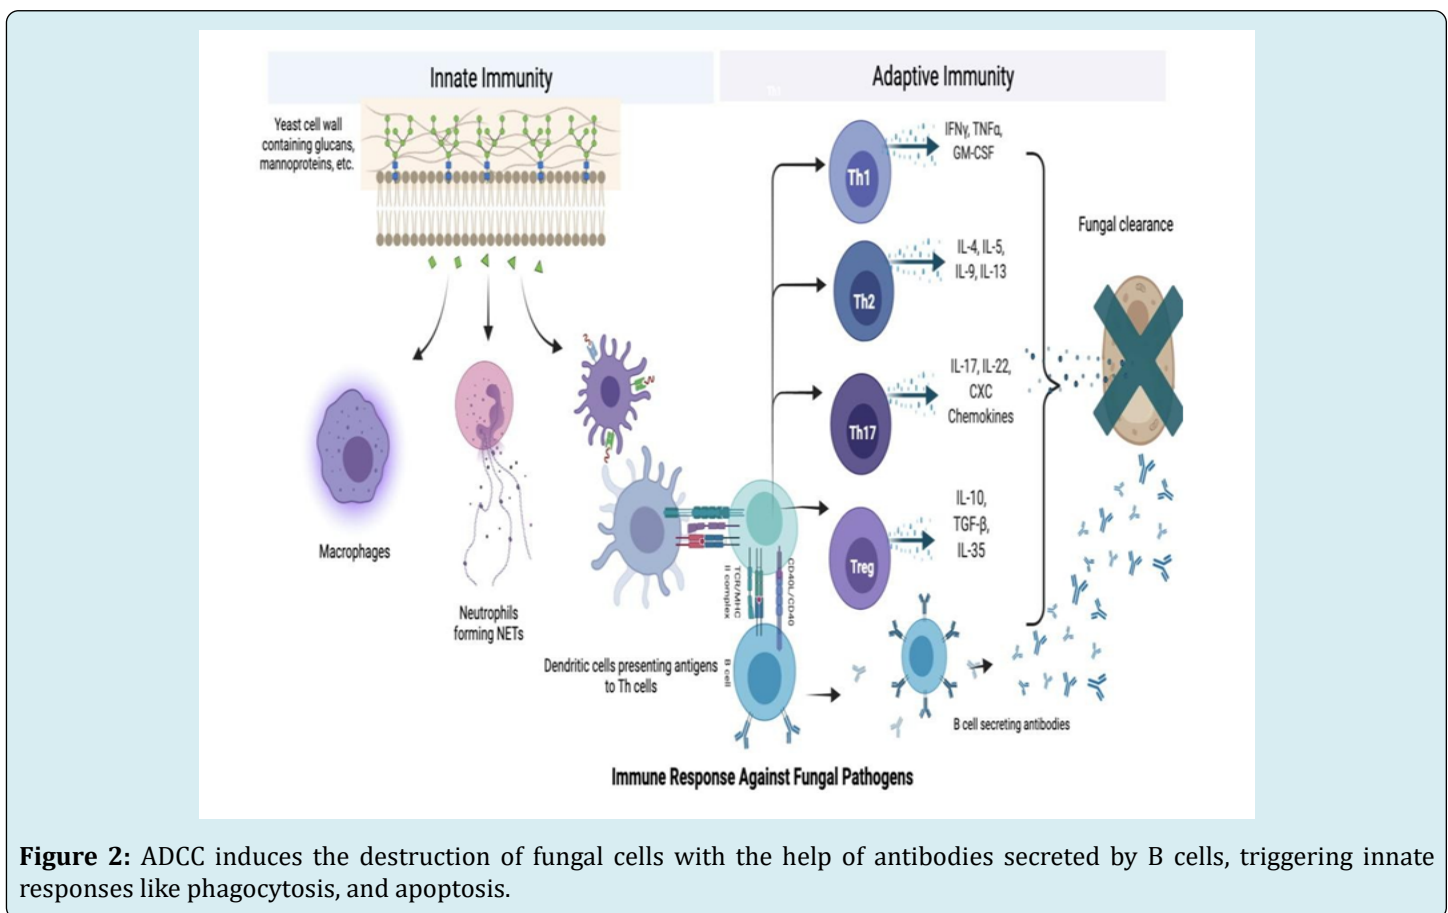 Innate Immunity
Adaptive Immunity
Th1
Yeast cell wall
containing glucans,
mannoproteins, etc.
Th1
IFNγ, TNFα,
GM-CSF
Th2
IL-4, IL-5,
IL-9, IL-13
Fungal clearance
Th17
IL-17, IL-22,
CXC
Chemokines
Treg
IL-10,
TGF-β,
IL-35
Macrophages
Neutrophils
forming NETs
TCR/MHC
II complex
CD40L/CD40
B cell
Dendritic cells presenting antigens
to Th cells
B cell secreting antibodies
Immune Response Against Fungal Pathogens
Figure 2: ADCC induces the destruction of fungal cells with the help of antibodies secreted by B cells, triggering innate
responses like phagocytosis, and apoptosis.